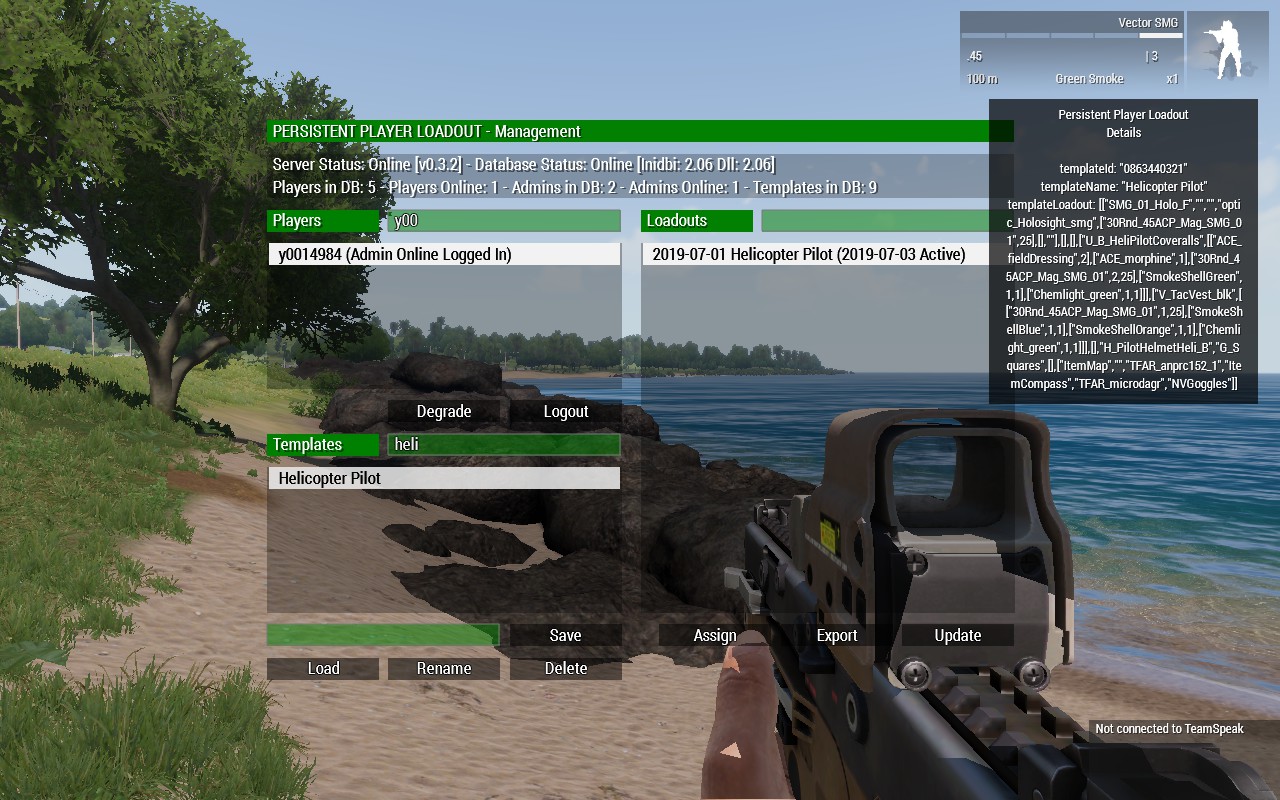 Vector SMG
.45 | 3
100 m Green Smoke x1
PERSISTENT PLAYER LOADOUT - Management
Server Status: Online [v0.3.2] - Database Status: Online [Inidbi: 2.06 Dll: 2.06]
Players in DB: 5 - Players Online: 1 - Admins in DB: 2 - Admins Online: 1 - Templates in DB: 9
Players y00
Loadouts
y0014984 (Admin Online Logged In)
2019-07-01 Helicopter Pilot (2019-07-03 Active)
Degrade Logout
Templates heli
Helicopter Pilot
Save Assign Export Update
Load Rename Delete
Persistent Player Loadout
Details
templateId: "0863440321"
templateName: "Helicopter Pilot"
templateLoadout: [["SMG_01_Holo_F","","","opti
c_Holosight_smg",["30Rnd_45ACP_Mag_SMG_0
1",25],[],""],[],[],["U_B_HeliPilotCoveralls",[["ACE_
fieldDressing",2],["ACE_morphine",1],["30Rnd_4
5ACP_Mag_SMG_01",2,25],["SmokeShellGreen",
1,1],["Chemlight_green",1,1]]],["V_TacVest_blk",[
["30Rnd_45ACP_Mag_SMG_01",1,25],["SmokeSh
ellBlue",1,1],["SmokeShellOrange",1,1],["Chemli
ght_green",1,1]]],[],"H_PilotHelmetHeli_B","G_S
quares",[],["ItemMap","","TFAR_anprc152_1","Ite
mCompass","TFAR_microdagr","NVGoggles"]]
Not connected to TeamSpeak